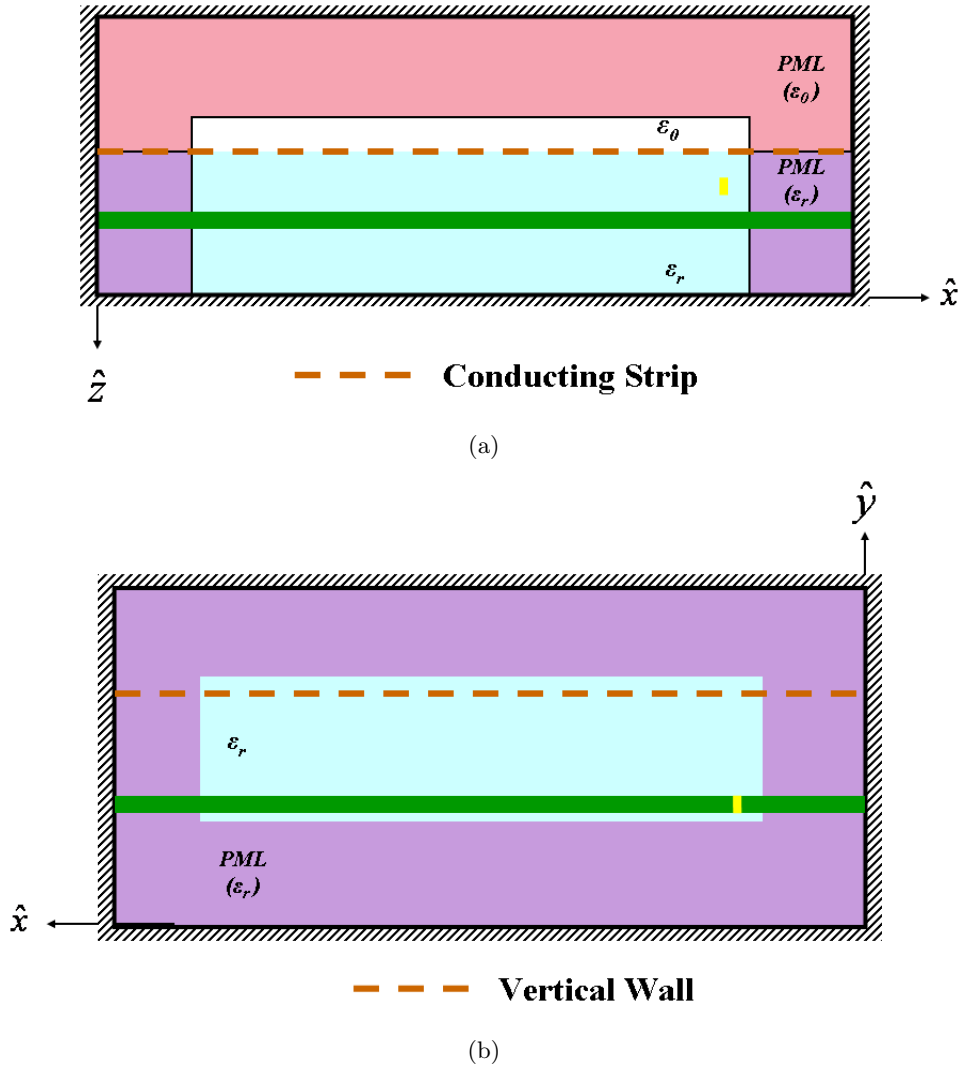 PML
(ε₀)
ε₀
PML
(εᵣ)
εᵣ
x̂
ẑ
Conducting Strip
(a)
ŷ
εᵣ
PML
(εᵣ)
x̂
Vertical Wall
(b)